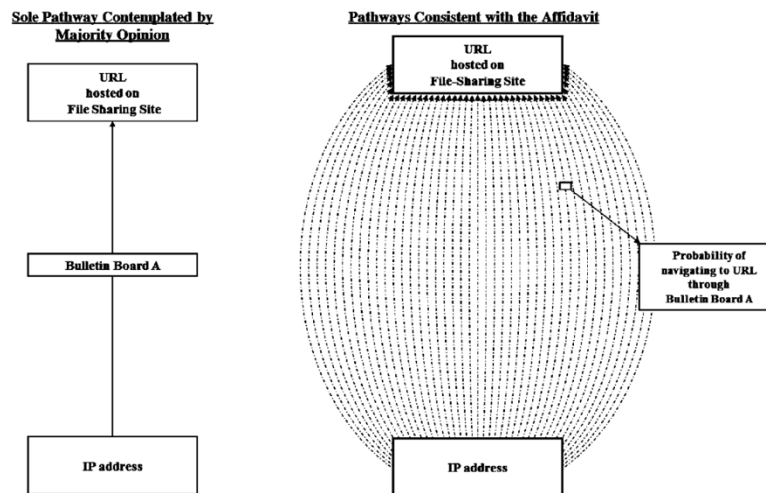 Sole Pathway Contemplated by
Majority Opinion
URL
hosted on
File Sharing Site
Bulletin Board A
IP address
Pathways Consistent with the Affidavit
URL
hosted on
File-Sharing Site
Probability of
navigating to URL
through
Bulletin Board A
IP address